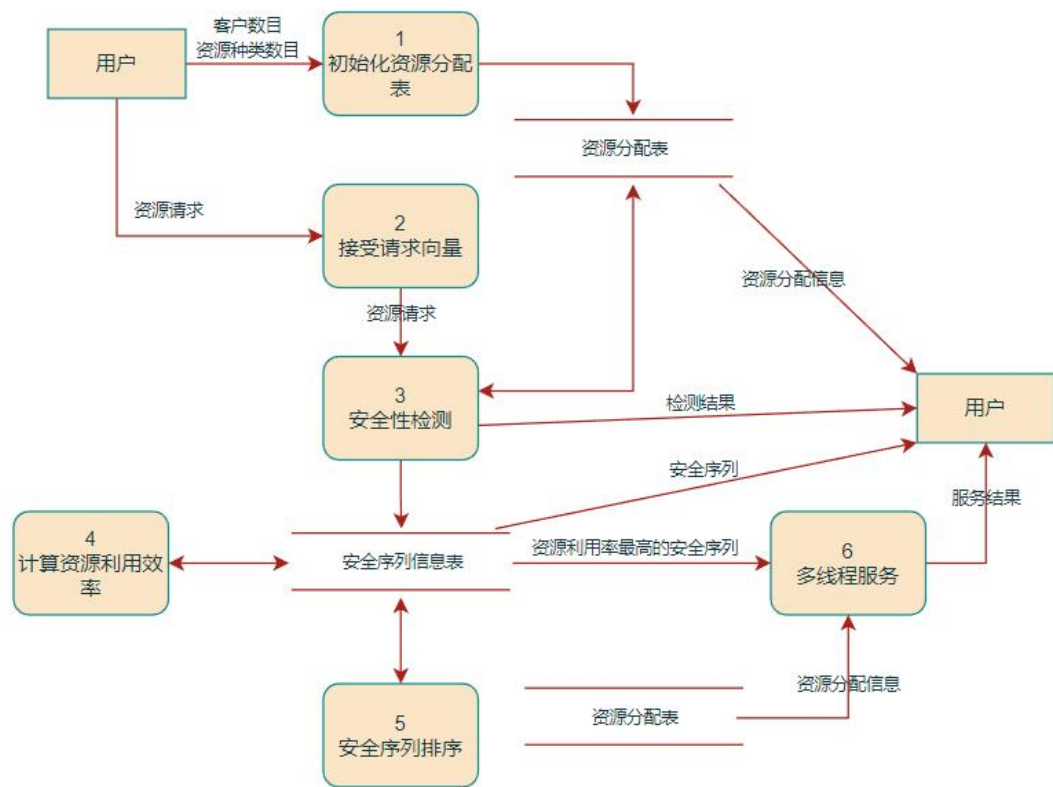 客户数目
资源种类数目
用户
1
初始化资源分配
表
资源分配表
资源请求
2
接受请求向量
资源分配信息
资源请求
3
安全性检测
检测结果
用户
安全序列
服务结果
4
计算资源利用效
率
安全序列信息表
资源利用率最高的安全序列
6
多线程服务
资源分配信息
5
安全序列排序
资源分配表